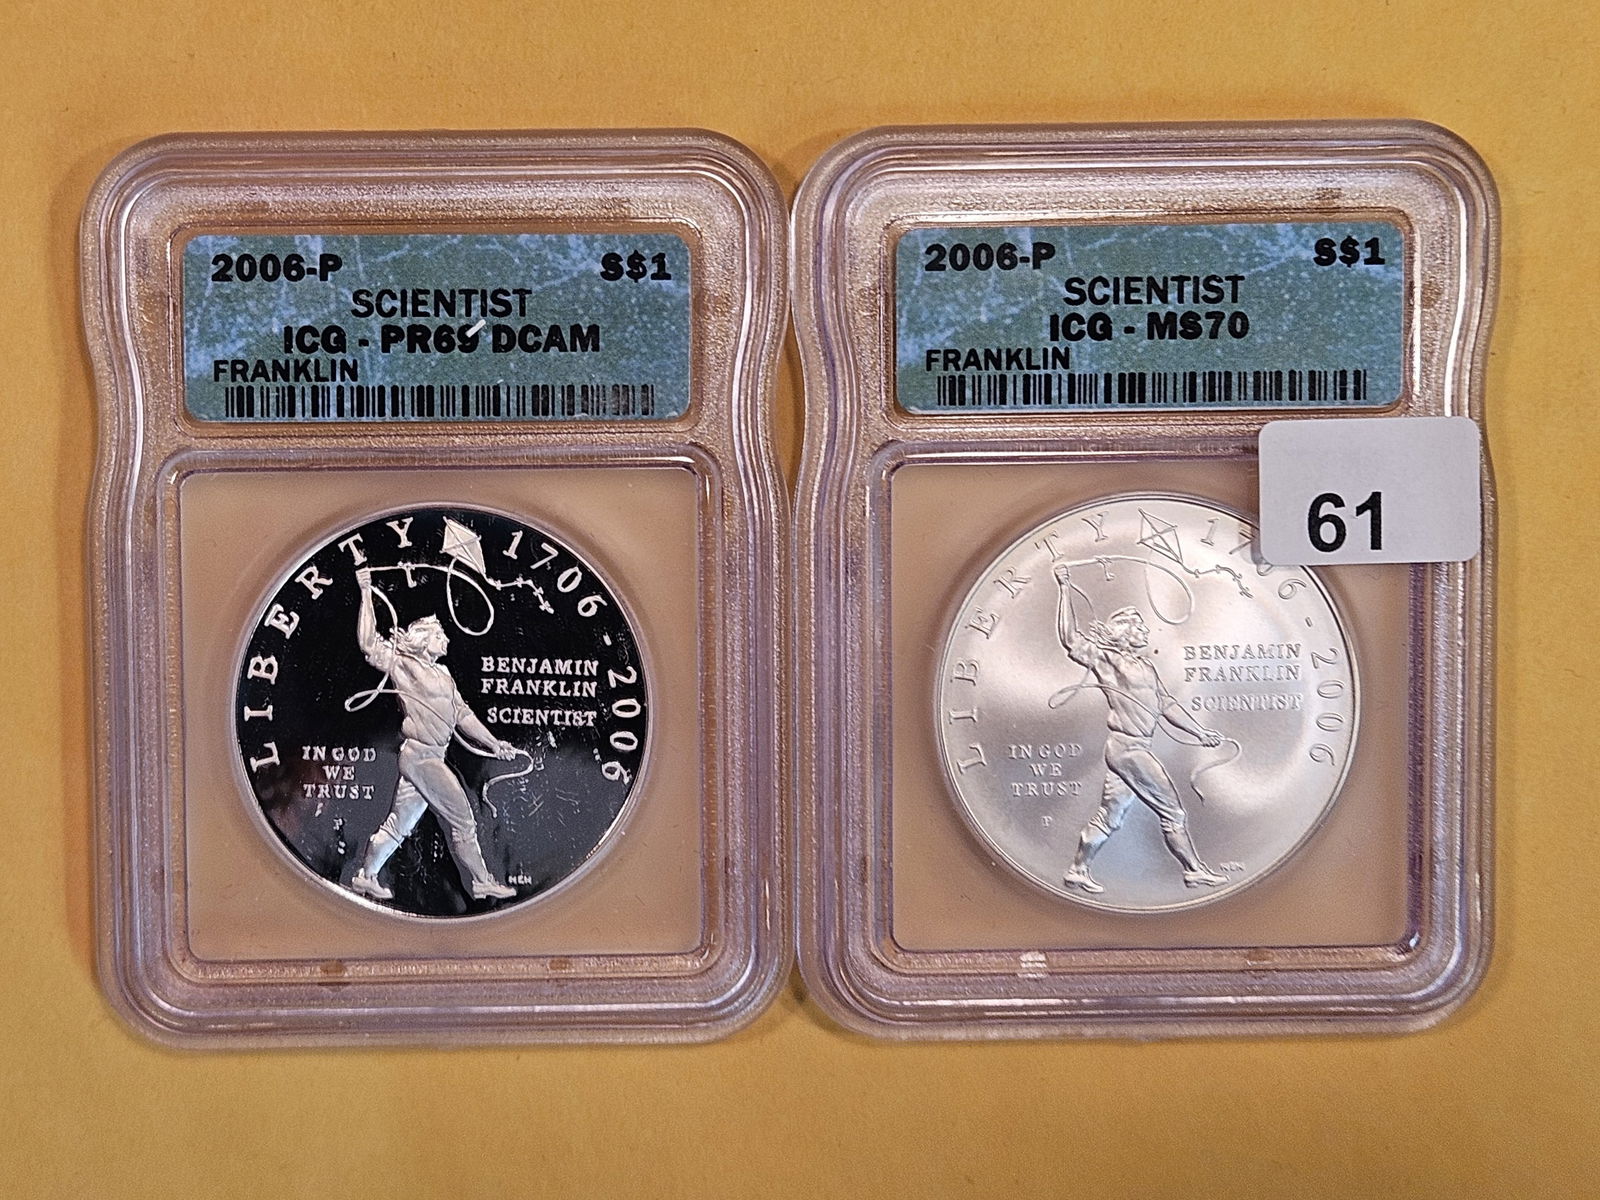 2006-P S$1
SCIENTIST
ICG - PR69 DCAM
FRANKLIN
LIBERTY 1706-2006
BENJAMIN
FRANKLIN
SCIENTIST
IN GOD
WE
TRUST
P
2006-P S$1
SCIENTIST
ICG - MS70
FRANKLIN
61
LIBERTY 1706-2006
BENJAMIN
FRANKLIN
SCIENTIST
IN GOD
WE
TRUST
P